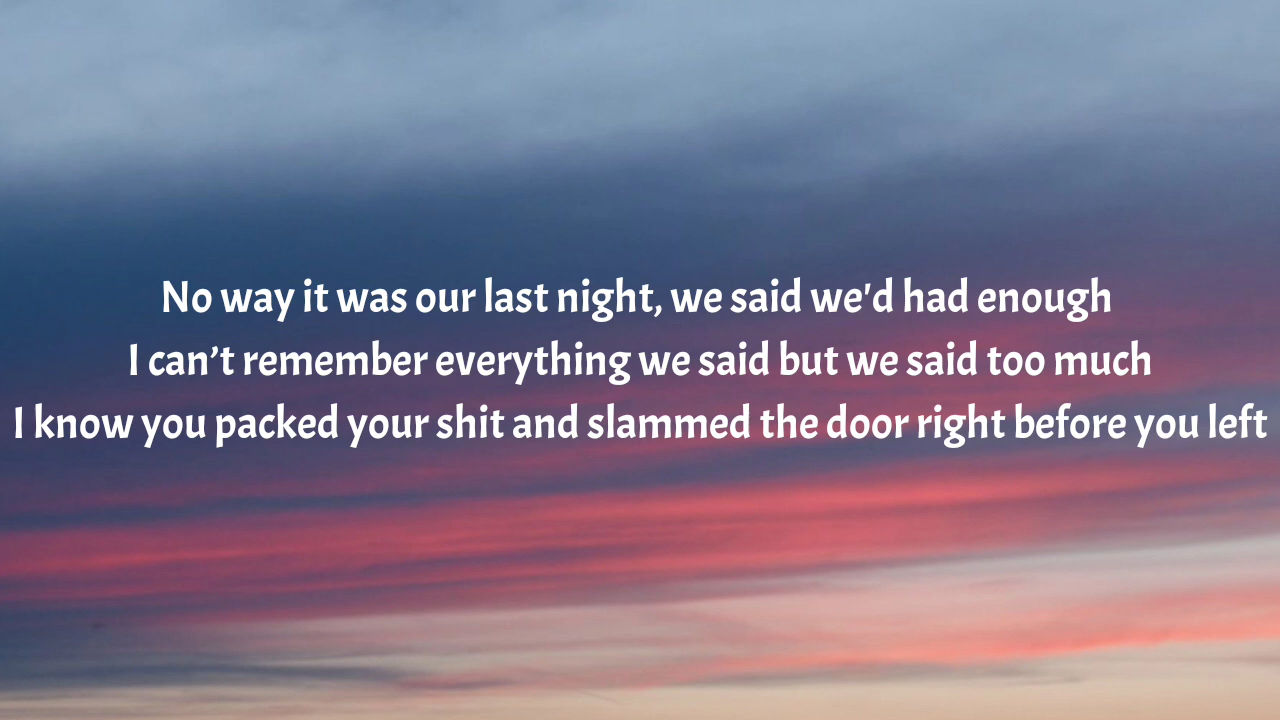 No way it was our last night, we said we'd had enough
I can’t remember everything we said but we said too much
I know you packed your shit and slammed the door right before you left